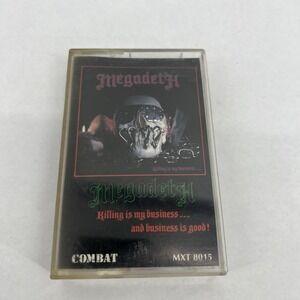 Megadeth
Killing is my business...
Megadeth
Killing is my business...
and business is good!
COMBAT
MXT 8015